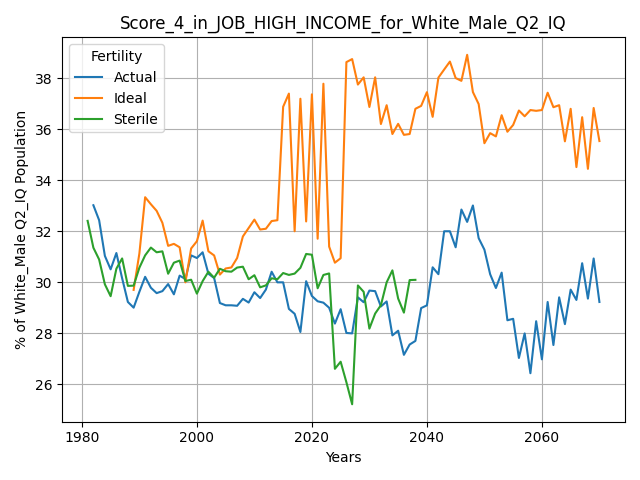 Score_4_in_JOB_HIGH_INCOME_for_White_Male_Q2_IQ
Fertility
Actual
Ideal
Sterile
% of White_Male Q2_IQ Population
38
36
34
32
30
28
26
1980
2000
2020
2040
2060
Years